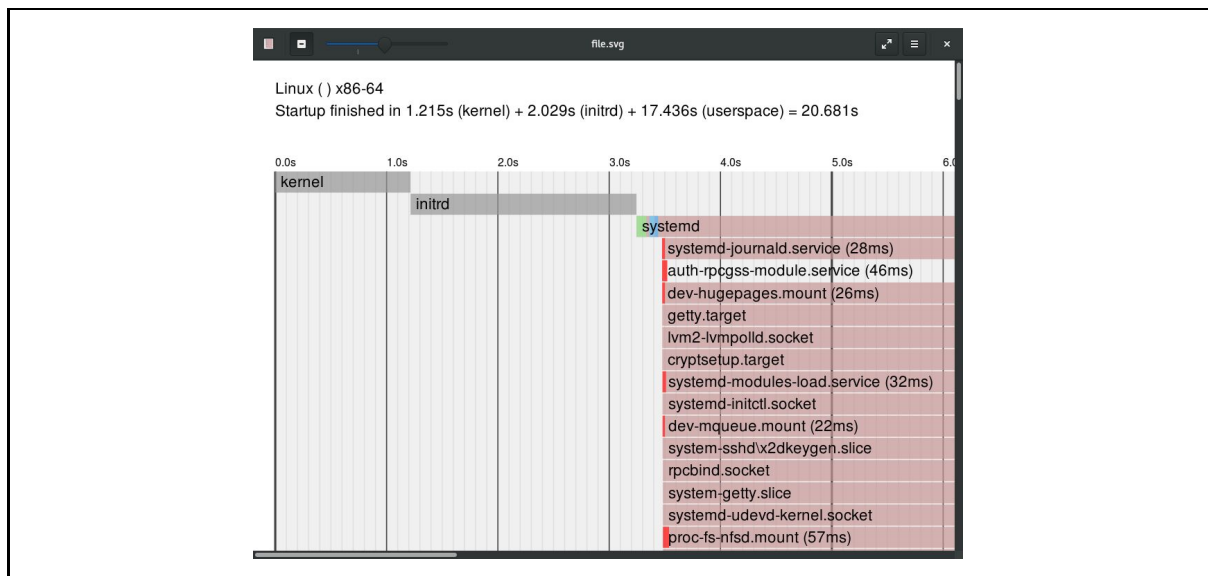 file.svg
Linux ( ) x86-64
Startup finished in 1.215s (kernel) + 2.029s (initrd) + 17.436s (userspace) = 20.681s
0.0s 1.0s 2.0s 3.0s 4.0s 5.0s 6.0
kernel
initrd
systemd
systemd-journald.service (28ms)
auth-rpcgss-module.service (46ms)
dev-hugepages.mount (26ms)
getty.target
lvm2-lvmpolld.socket
cryptsetup.target
systemd-modules-load.service (32ms)
systemd-initctl.socket
dev-mqueue.mount (22ms)
system-sshd\x2dkeygen.slice
rpcbind.socket
system-getty.slice
systemd-udevd-kernel.socket
proc-fs-nfsd.mount (57ms)